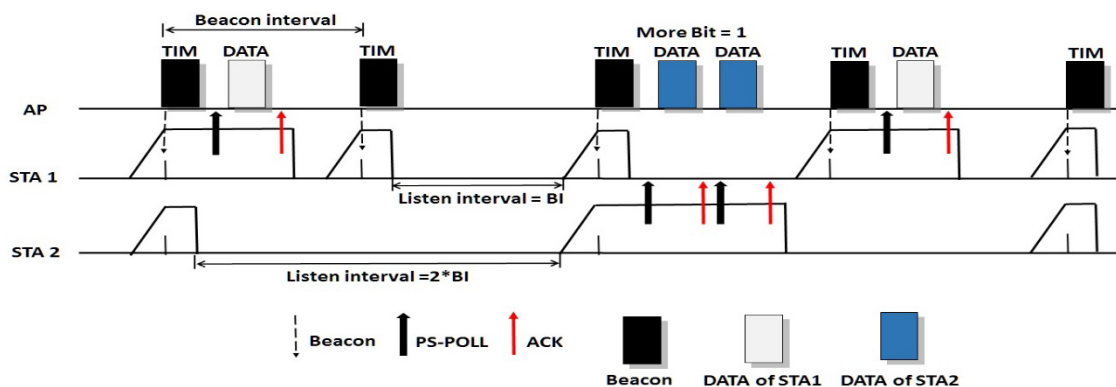 Beacon interval
More Bit = 1
TIM DATA TIM TIM DATA DATA TIM DATA TIM
AP
STA 1
Listen interval = BI
STA 2
Listen interval =2*BI
Beacon PS-POLL ACK
Beacon DATA of STA1 DATA of STA2